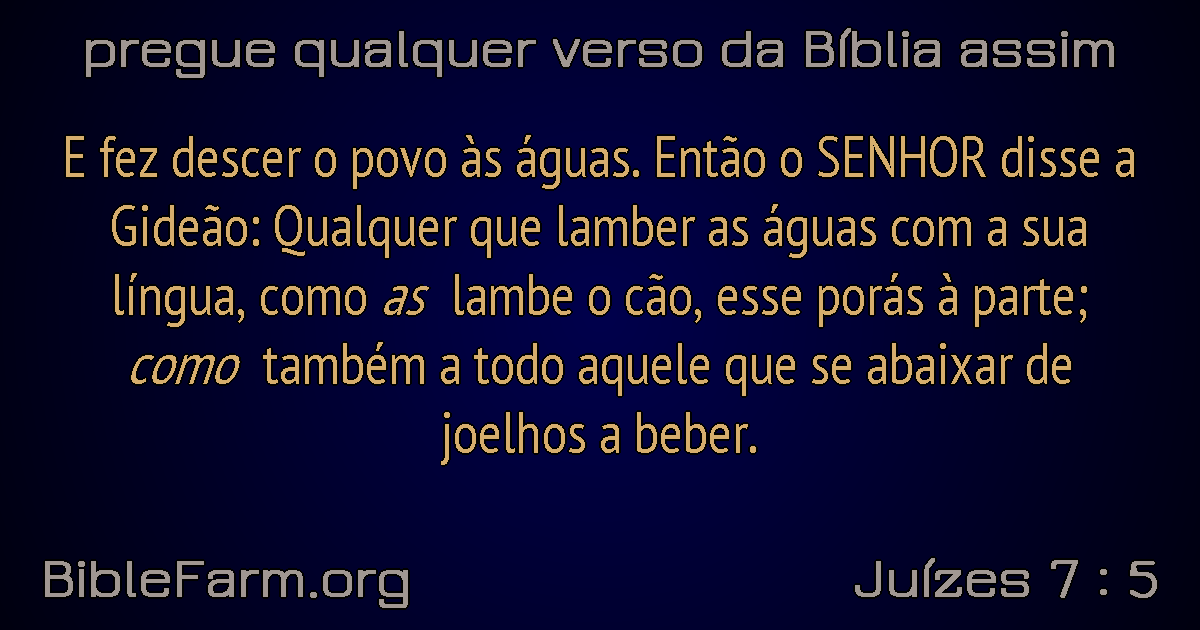 pregue qualquer verso da Bíblia assim
E fez descer o povo às águas. Então o SENHOR disse a
Gideão: Qualquer que lamber as águas com a sua
língua, como as lambe o cão, esse porás à parte;
como também a todo aquele que se abaixar de
joelhos a beber.
BibleFarm.org
Juízes 7 : 5